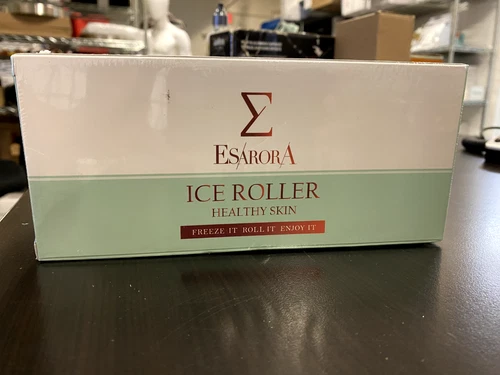 Σ
ESARORA
ICE ROLLER
HEALTHY SKIN
FREEZE IT ROLL IT ENJOY IT